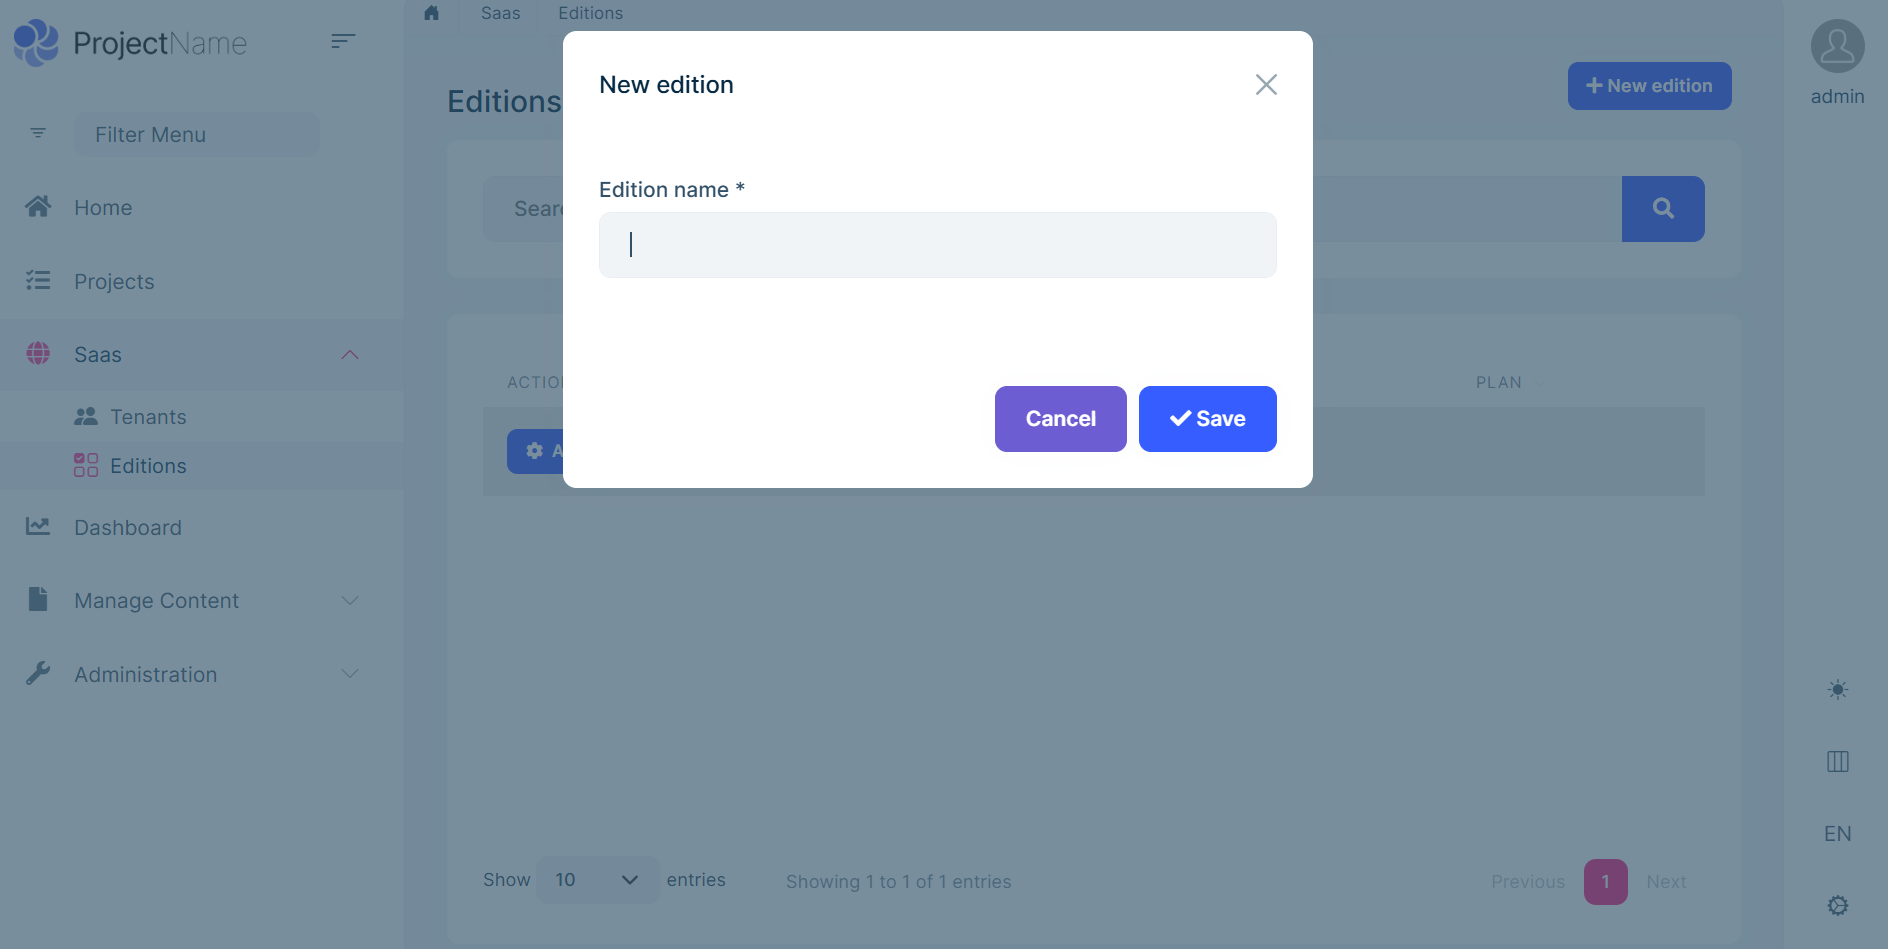 ProjectName
Filter Menu
Home
Projects
Saas
Tenants
Editions
Dashboard
Manage Content
Administration
Saas
Editions
Editions
New edition
New edition
Edition name *
Cancel
Save
PLAN
Show 10 entries
Showing 1 to 1 of 1 entries
Previous
1
Next
admin
EN